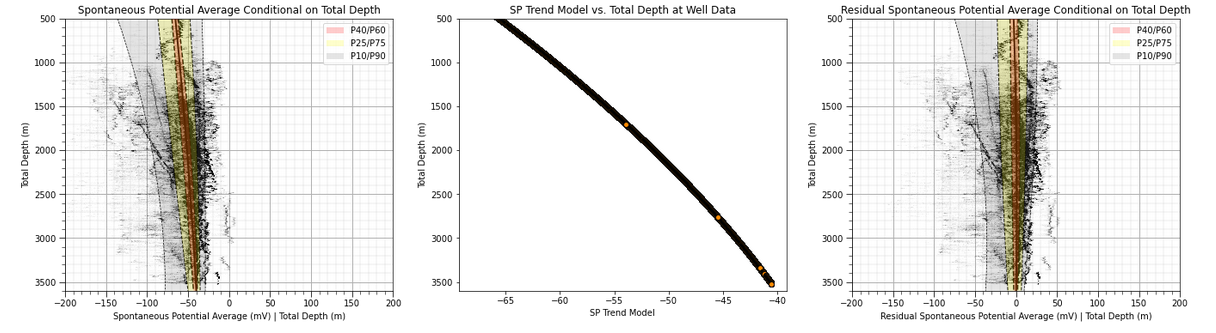 Spontaneous Potential Average Conditional on Total Depth
500
1000
1500
2000
2500
3000
3500
Total Depth (m)
P40/P60
P25/P75
P10/P90
−200 −150 −100 −50 0 50 100 150 200
Spontaneous Potential Average (mV) | Total Depth (m)
SP Trend Model vs. Total Depth at Well Data
500
1000
1500
2000
2500
3000
3500
Total Depth (m)
−65 −60 −55 −50 −45 −40
SP Trend Model
Residual Spontaneous Potential Average Conditional on Total Depth
500
1000
1500
2000
2500
3000
3500
Total Depth (m)
P40/P60
P25/P75
P10/P90
−200 −150 −100 −50 0 50 100 150 200
Residual Spontaneous Potential Average (mV) | Total Depth (m)